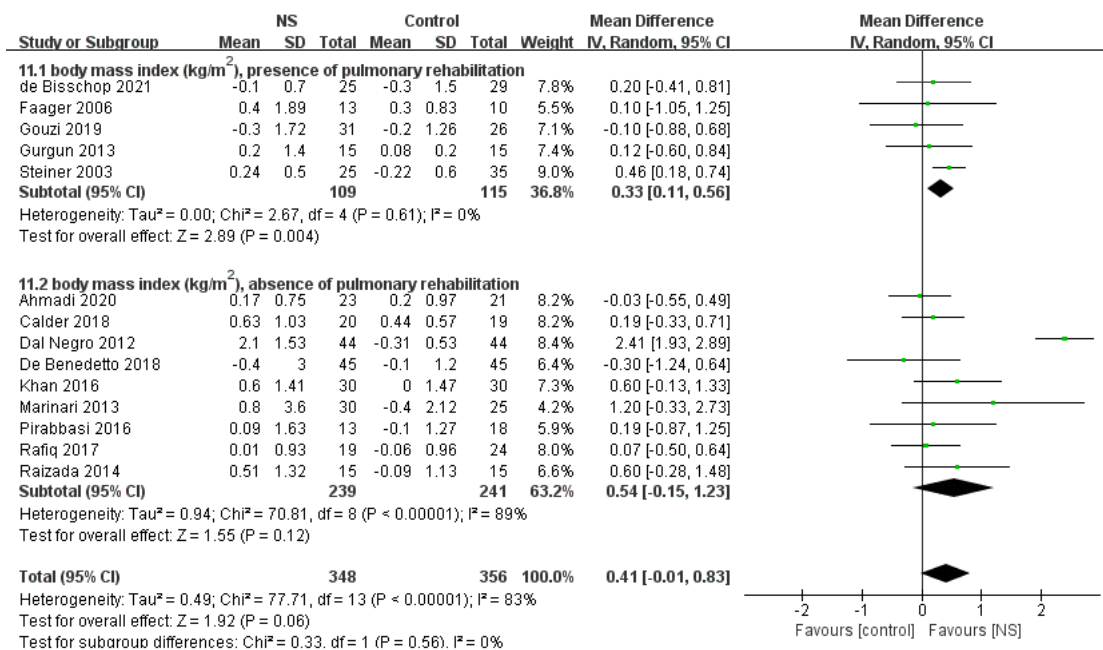 NS Control Mean Difference Mean Difference
Study or Subgroup Mean SD Total Mean SD Total Weight IV, Random, 95% CI IV, Random, 95% CI
11.1 body mass index (kg/m²), presence of pulmonary rehabilitation
de Bisschop 2021 -0.1 0.7 25 -0.3 1.5 29 7.8% 0.20 [-0.41, 0.81]
Faager 2006 0.4 1.89 13 0.3 0.83 10 5.5% 0.10 [-1.05, 1.25]
Gouzi 2019 -0.3 1.72 31 -0.2 1.26 26 7.1% -0.10 [-0.88, 0.68]
Gurgun 2013 0.2 1.4 15 0.08 0.2 15 7.4% 0.12 [-0.60, 0.84]
Steiner 2003 0.24 0.5 25 -0.22 0.6 35 9.0% 0.46 [0.18, 0.74]
Subtotal (95% CI) 109 115 36.8% 0.33 [0.11, 0.56]
Heterogeneity: Tau² = 0.00; Chi² = 2.67, df = 4 (P = 0.61); I² = 0%
Test for overall effect: Z = 2.89 (P = 0.004)
11.2 body mass index (kg/m²), absence of pulmonary rehabilitation
Ahmadi 2020 0.17 0.75 23 0.2 0.97 21 8.2% -0.03 [-0.55, 0.49]
Calder 2018 0.63 1.03 20 0.44 0.57 19 8.2% 0.19 [-0.33, 0.71]
Dal Negro 2012 2.1 1.53 44 -0.31 0.53 44 8.4% 2.41 [1.93, 2.89]
De Benedetto 2018 -0.4 3 45 -0.1 1.2 45 6.4% -0.30 [-1.24, 0.64]
Khan 2016 0.6 1.41 30 0 1.47 30 7.3% 0.60 [-0.13, 1.33]
Marinari 2013 0.8 3.6 30 -0.4 2.12 25 4.2% 1.20 [-0.33, 2.73]
Pirabbasi 2016 0.09 1.63 13 -0.1 1.27 18 5.9% 0.19 [-0.87, 1.25]
Rafiq 2017 0.01 0.93 19 -0.06 0.96 24 8.0% 0.07 [-0.50, 0.64]
Raizada 2014 0.51 1.32 15 -0.09 1.13 15 6.6% 0.60 [-0.28, 1.48]
Subtotal (95% CI) 239 241 63.2% 0.54 [-0.15, 1.23]
Heterogeneity: Tau² = 0.94; Chi² = 70.81, df = 8 (P < 0.00001); I² = 89%
Test for overall effect: Z = 1.55 (P = 0.12)
Total (95% CI) 348 356 100.0% 0.41 [-0.01, 0.83]
Heterogeneity: Tau² = 0.49; Chi² = 77.71, df = 13 (P < 0.00001); I² = 83%
Test for overall effect: Z = 1.92 (P = 0.06)
Test for subgroup differences: Chi² = 0.33, df = 1 (P = 0.56), I² = 0%
-2 -1 0 1 2
Favours [control] Favours [NS]